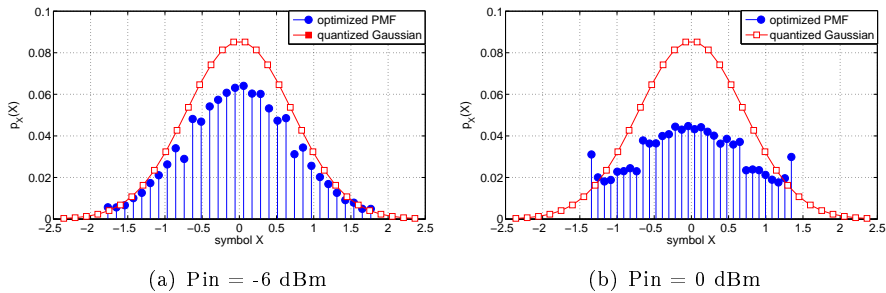 optimized PMF
quantized Gaussian
0.1
0.08
0.06
0.04
0.02
0
p_X(X)
−2.5 −2 −1.5 −1 −0.5 0 0.5 1 1.5 2 2.5
symbol X
(a) Pin = -6 dBm
optimized PMF
quantized Gaussian
0.1
0.08
0.06
0.04
0.02
0
p_X(X)
−2.5 −2 −1.5 −1 −0.5 0 0.5 1 1.5 2 2.5
symbol X
(b) Pin = 0 dBm